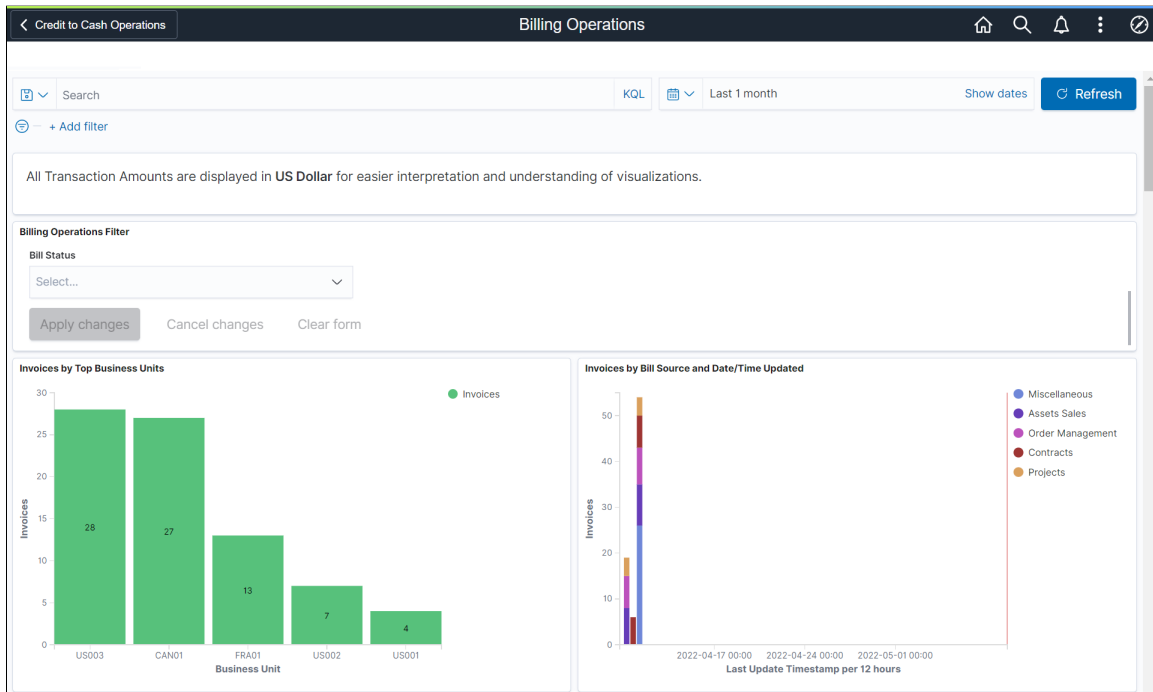 Credit to Cash Operations
Billing Operations
Search
KQL
Last 1 month
Show dates
Refresh
+ Add filter
All Transaction Amounts are displayed in US Dollar for easier interpretation and understanding of visualizations.
Billing Operations Filter
Bill Status
Select...
Apply changes
Cancel changes
Clear form
Invoices by Top Business Units
30
25
20
15
10
5
0
Invoices
28
27
13
7
4
US003
CAN01
FRA01
US002
US001
Business Unit
Invoices
Invoices by Bill Source and Date/Time Updated
50
40
30
20
10
0
Invoices
2022-04-17 00:00
2022-04-24 00:00
2022-05-01 00:00
Last Update Timestamp per 12 hours
Miscellaneous
Assets Sales
Order Management
Contracts
Projects